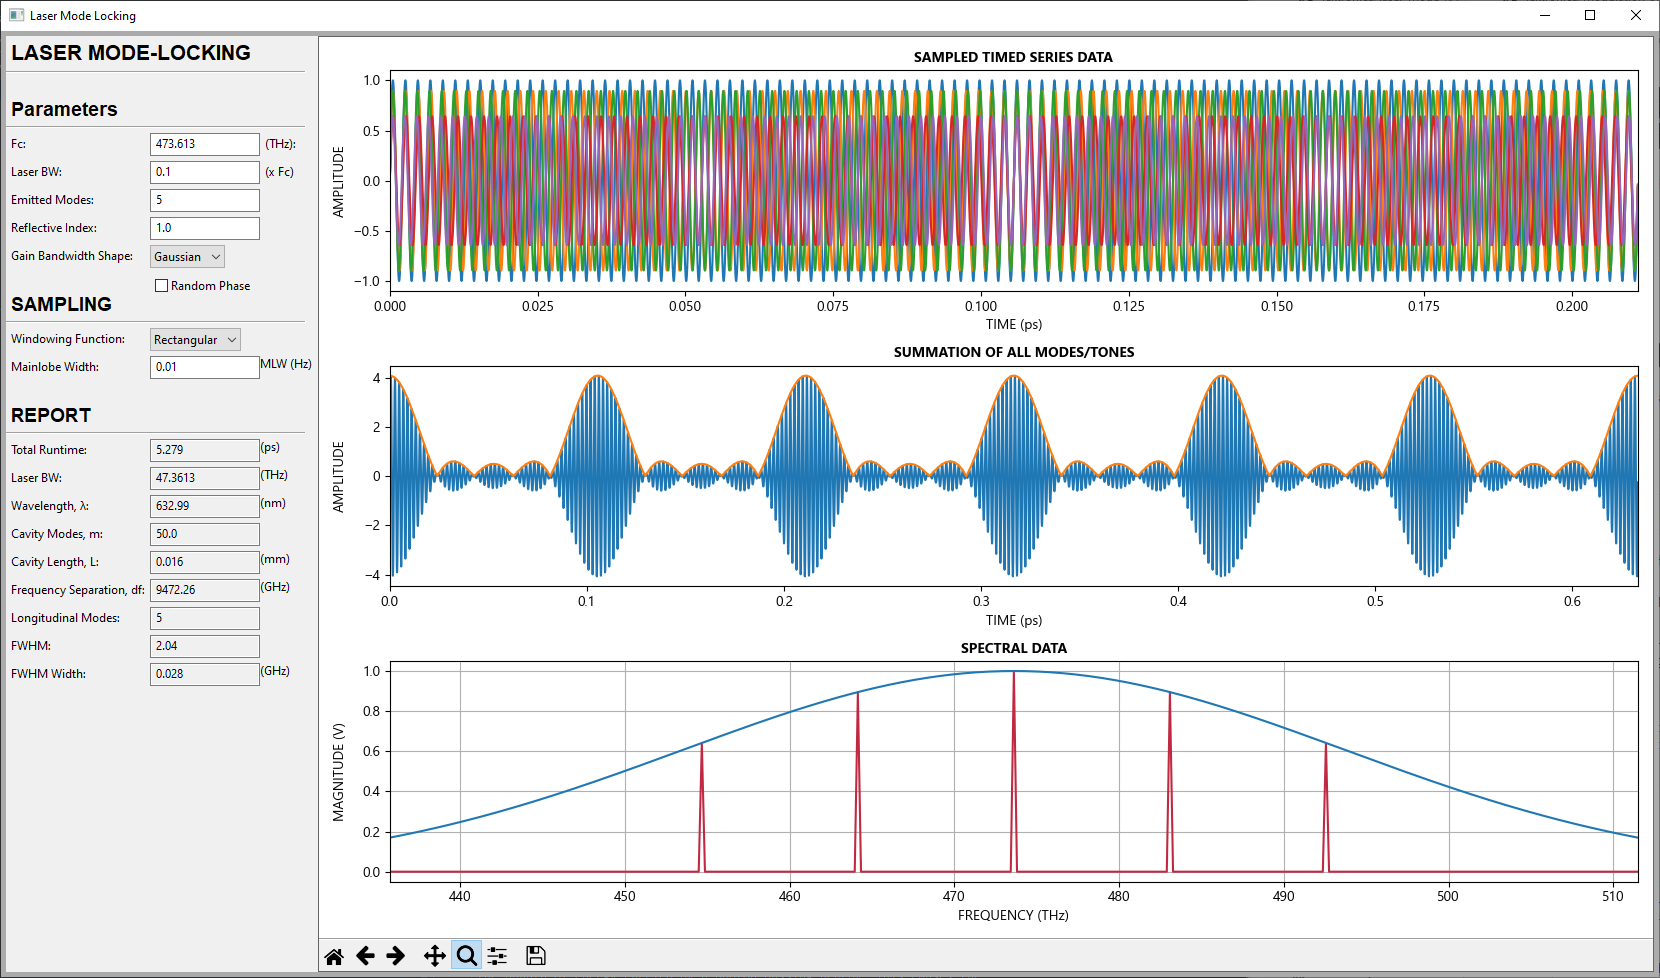 Laser Mode Locking
LASER MODE-LOCKING
Parameters
Fc: 473.613 (THz):
Laser BW: 0.1 (x Fc)
Emitted Modes: 5
Reflective Index: 1.0
Gain Bandwidth Shape: Gaussian
Random Phase
SAMPLING
Windowing Function: Rectangular
Mainlobe Width: 0.01 MLW (Hz)
REPORT
Total Runtime: 5.279 (ps)
Laser BW: 47.3613 (THz)
Wavelength, λ: 632.99 (nm)
Cavity Modes, m: 50.0
Cavity Length, L: 0.016 (mm)
Frequency Separation, df: 9472.26 (GHz)
Longitudinal Modes: 5
FWHM: 2.04
FWHM Width: 0.028 (GHz)
SAMPLED TIMED SERIES DATA
AMPLITUDE
1.0
0.5
0.0
−0.5
−1.0
0.000 0.025 0.050 0.075 0.100 0.125 0.150 0.175 0.200
TIME (ps)
SUMMATION OF ALL MODES/TONES
AMPLITUDE
4
2
0
−2
−4
0.0 0.1 0.2 0.3 0.4 0.5 0.6
TIME (ps)
SPECTRAL DATA
MAGNITUDE (V)
1.0
0.8
0.6
0.4
0.2
0.0
440 450 460 470 480 490 500 510
FREQUENCY (THz)